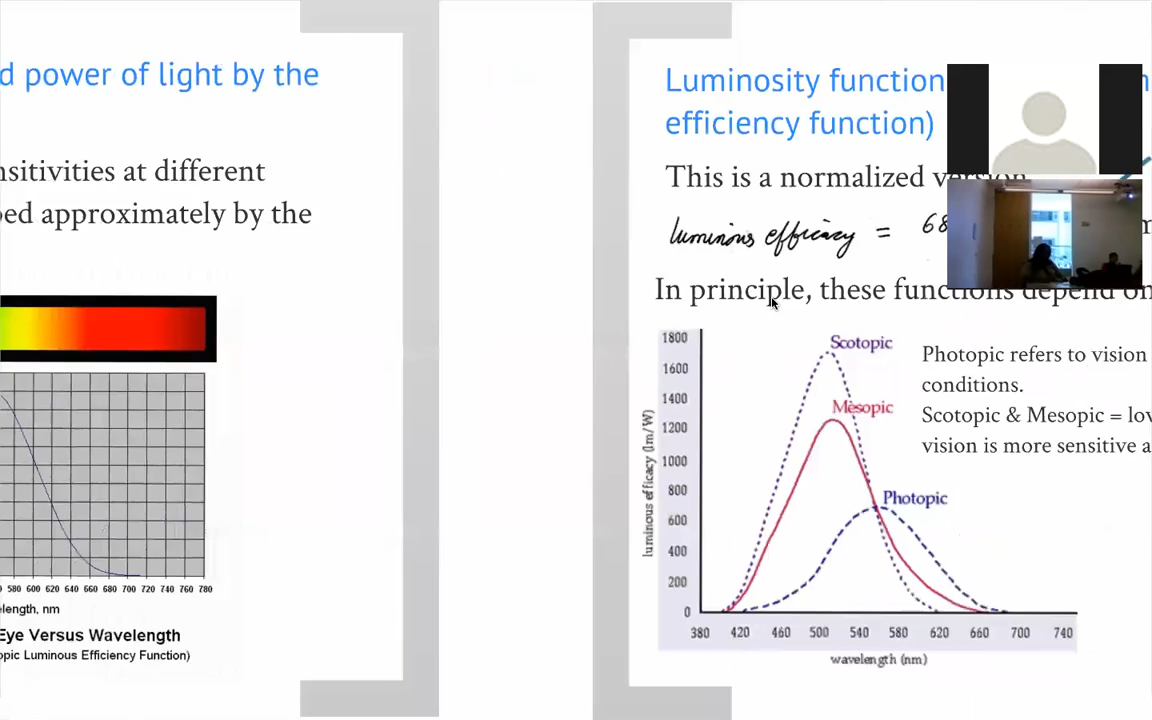 d power of light by the
nsitivities at different
bed approximately by the
580 600 620 640 660 680 700 720 740 760 780
elength, nm
Eye Versus Wavelength
opic Luminous Efficiency Function)
Luminosity function
efficiency function)
This is a normalized version
luminous efficacy = 68
In principle, these functions depend on
1800
1600
1400
1200
1000
800
600
400
200
0
luminous efficacy (lm/W)
Scotopic
Mesopic
Photopic
380 420 460 500 540 580 620 660 700 740
wavelength (nm)
Photopic refers to vision
conditions.
Scotopic & Mesopic = lov
vision is more sensitive a